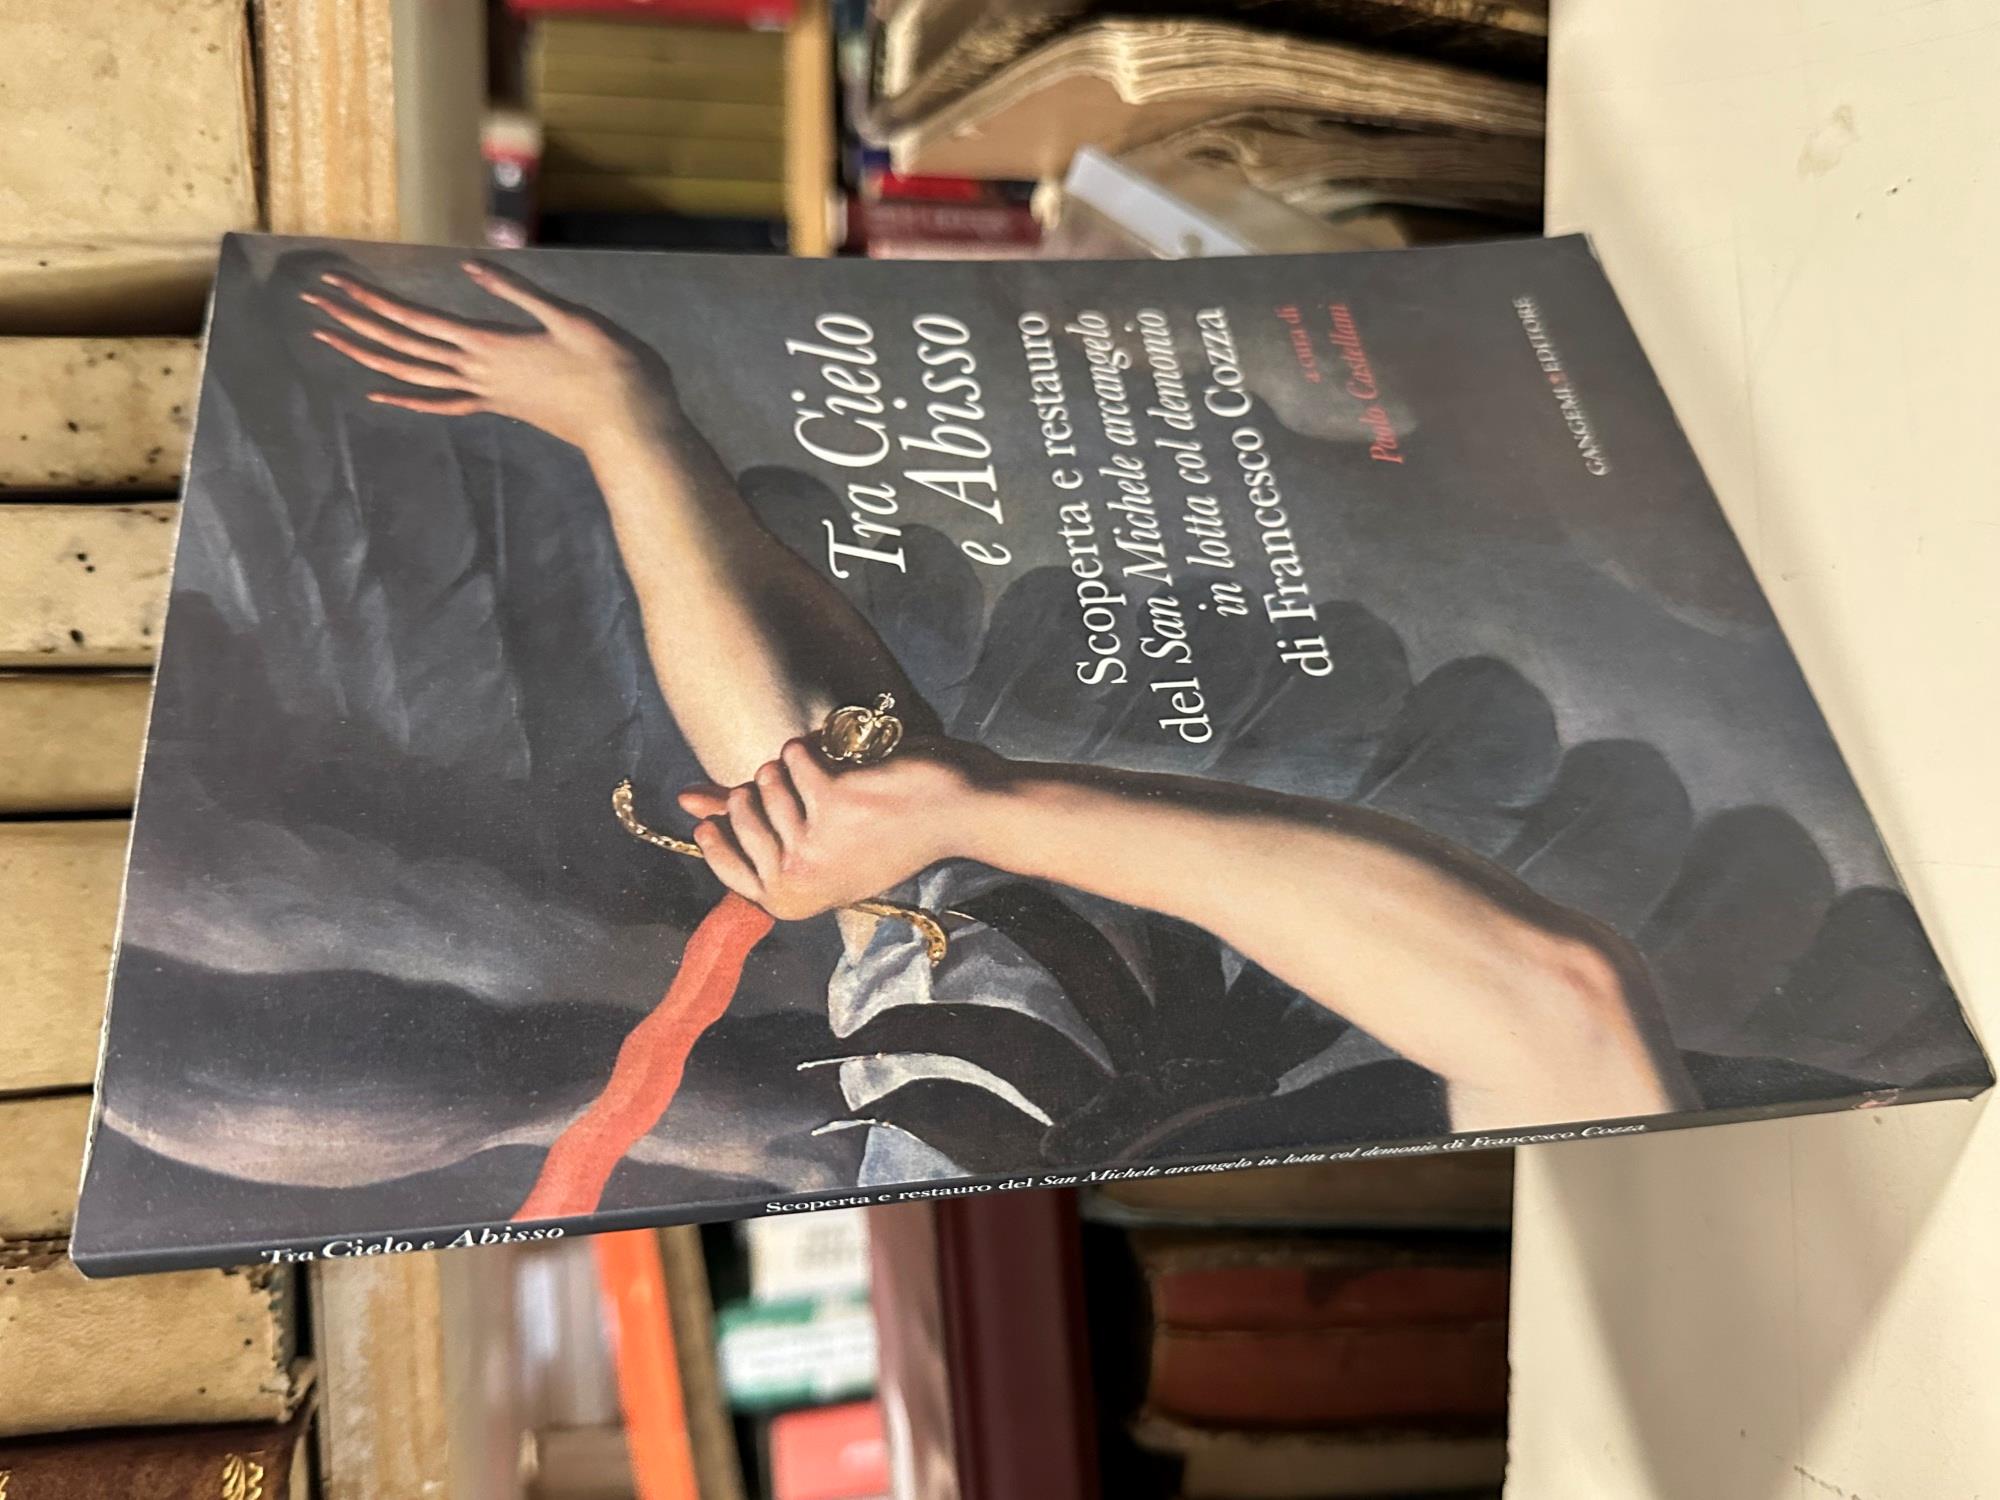 Tra Cielo
e Abisso
Scoperta e restauro
del San Michele arcangelo
in lotta col demonio
di Francesco Cozza
a cura di
Paolo Castellani
GANGEMI EDITORE
Tra Cielo e Abisso
Scoperta e restauro del San Michele arcangelo in lotta col demonio di Francesco Cozza